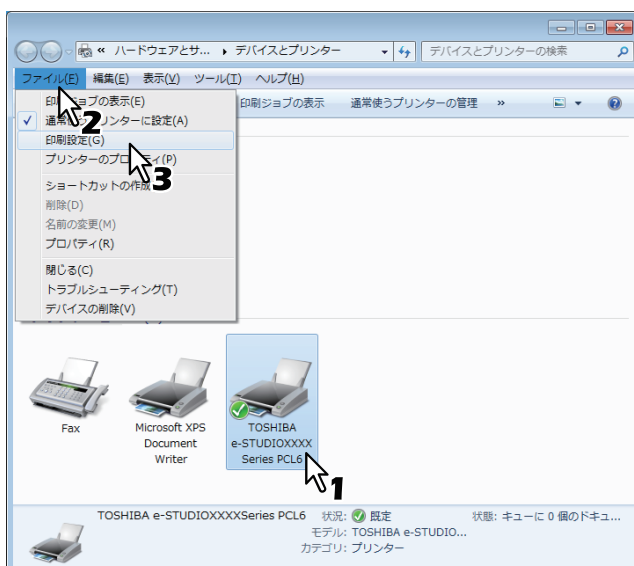 « ハードウェアとサ... ▸ デバイスとプリンター
デバイスとプリンターの検索
ファイル(F) 編集(E) 表示(V) ツール(T) ヘルプ(H)
印刷ジョブの表示(E)
印刷ジョブの表示 通常使うプリンターの管理 »
2
通常
リンターに設定(A)
印刷設定(G)
プリンターのプロ
ティ(P)
3
ショートカットの作成
削除(D)
名前の変更(M)
プロパティ(R)
閉じる(C)
トラブルシューティング(T)
デバイスの削除(V)
Fax
Microsoft XPS
Document
Writer
TOSHIBA
e-STUDIOXXXX
Series PCL6
1
TOSHIBA e-STUDIOXXXXSeries PCL6 状況: 既定 状態: キューに 0 個のドキュ...
モデル: TOSHIBA e-STUDIO...
カテゴリ: プリンター